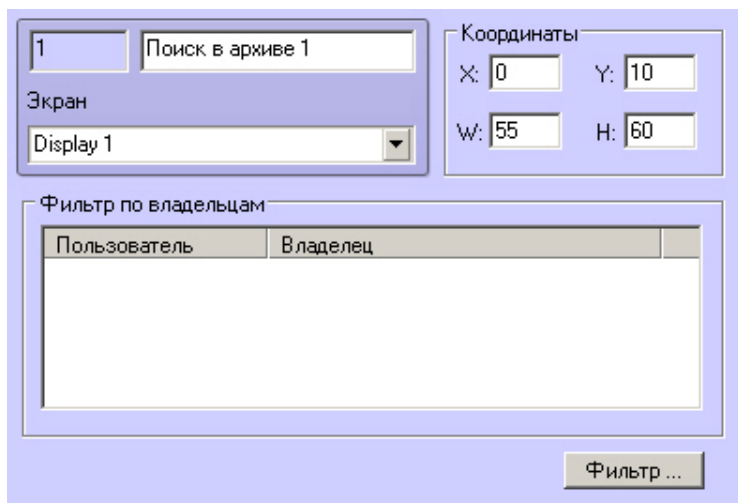 1 Поиск в архиве 1
Экран
Display 1
Координаты
X: 0 Y: 10
W: 55 H: 60
Фильтр по владельцам
Пользователь Владелец
Фильтр ...